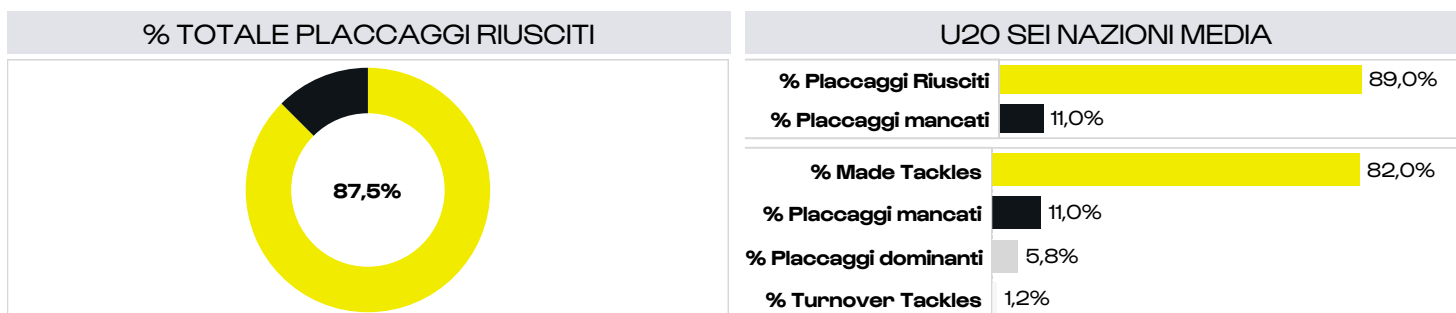 % TOTALE PLACCAGGI RIUSCITI
87,5%
U20 SEI NAZIONI MEDIA
% Placcaggi Riusciti 89,0%
% Placcaggi mancati 11,0%
% Made Tackles 82,0%
% Placcaggi mancati 11,0%
% Placcaggi dominanti 5,8%
% Turnover Tackles 1,2%